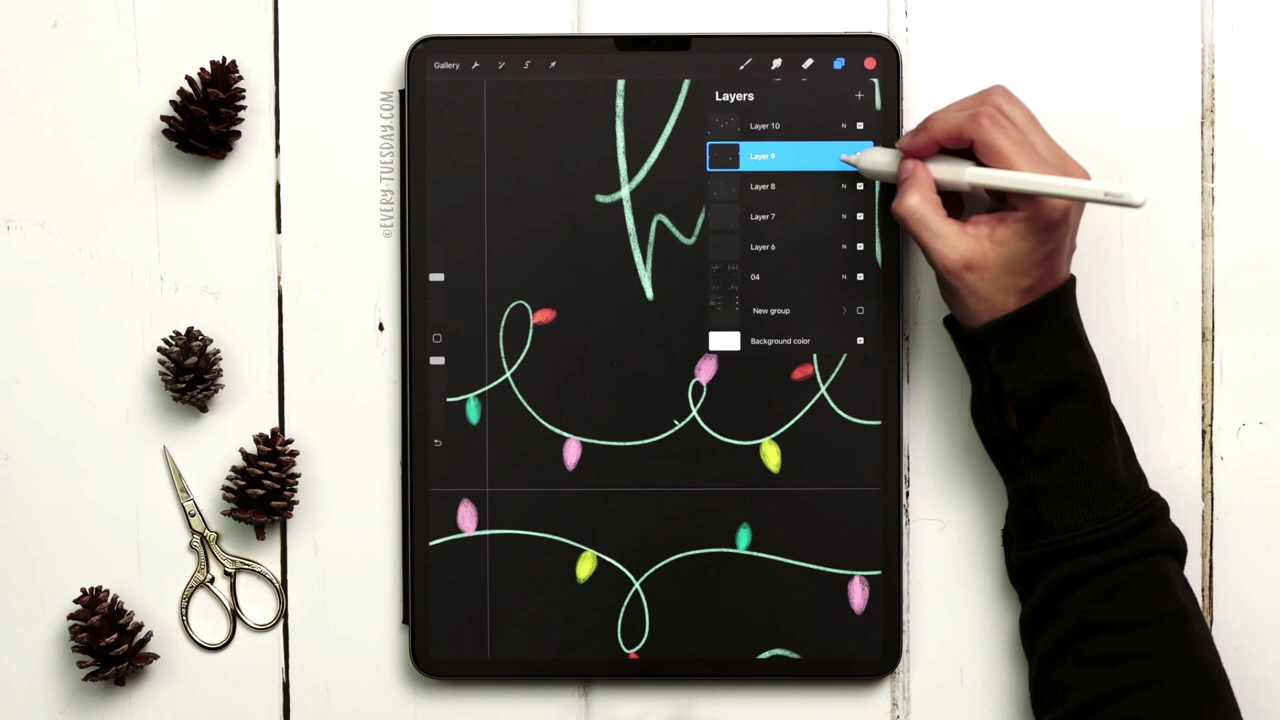 ©EVERY-TUESDAY.COM
Gallery
Layers
Layer 10
N
Layer 9
Layer 8
N
Layer 7
N
Layer 6
N
04
N
New group
Background color